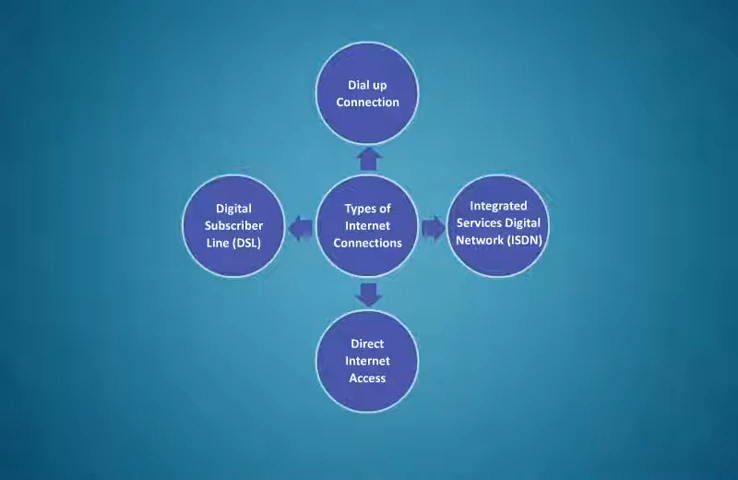 Dial up
Connection
Digital
Subscriber
Line (DSL)
Types of
Internet
Connections
Integrated
Services Digital
Network (ISDN)
Direct
Internet
Access